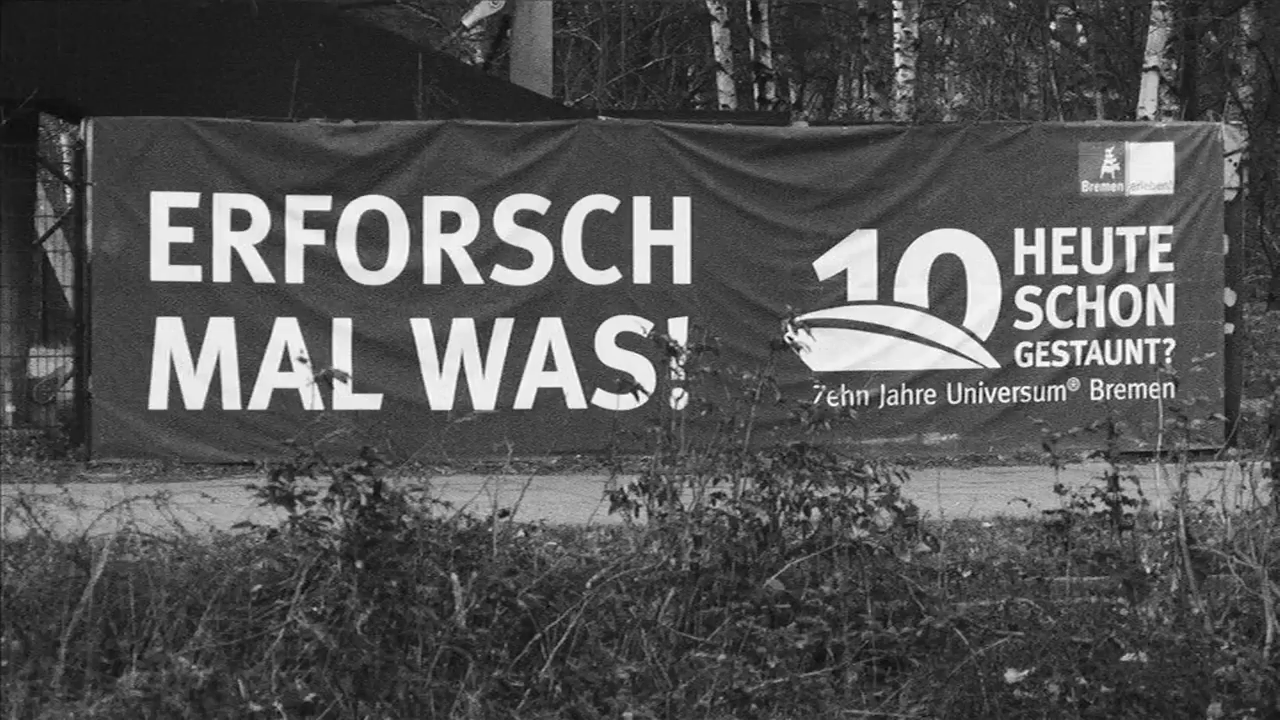 ERFORSCH
MAL WAS!
Bremen erleben!
10
HEUTE
SCHON
GESTAUNT?
Zehn Jahre Universum® Bremen